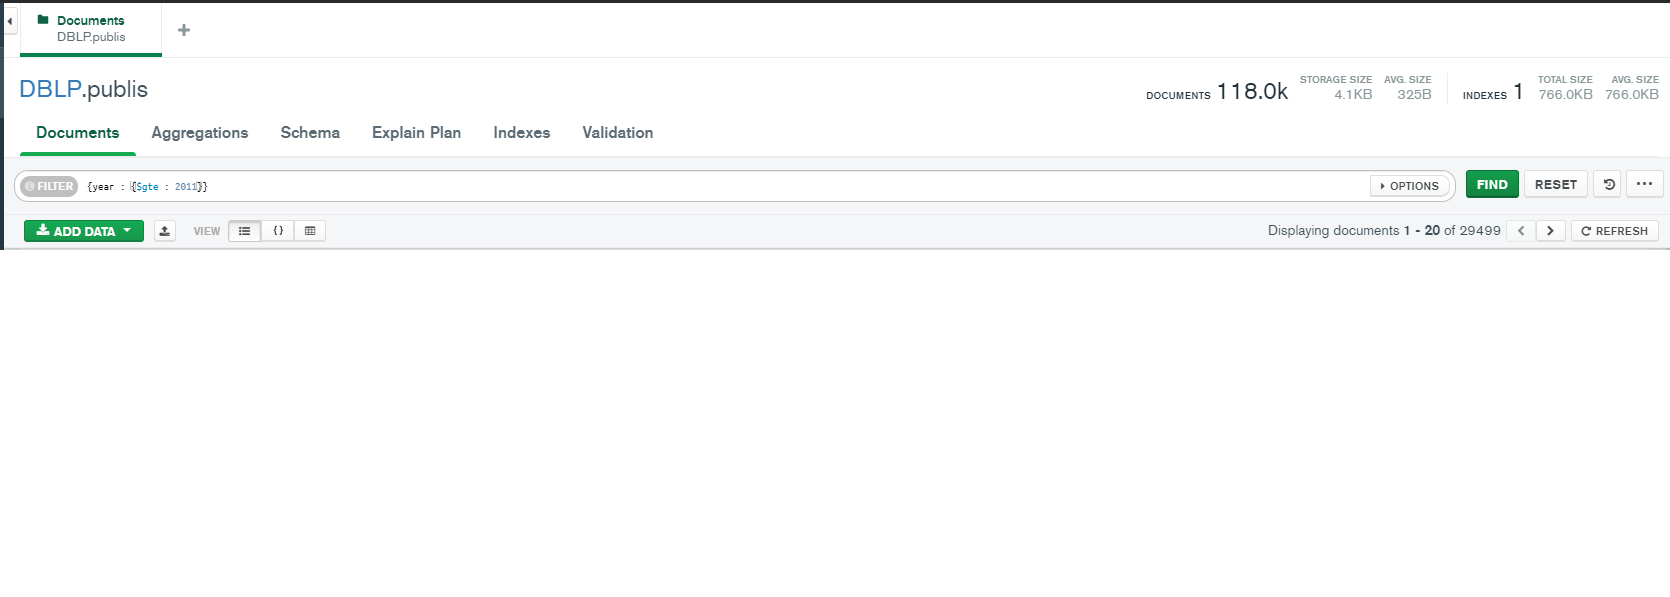 Documents
DBLP.publis
DBLP.publis
DOCUMENTS 118.0k STORAGE SIZE 4.1KB AVG. SIZE 325B INDEXES 1 TOTAL SIZE 766.0KB AVG. SIZE 766.0KB
Documents Aggregations Schema Explain Plan Indexes Validation
FILTER {year : {$gte : 2011}} OPTIONS FIND RESET ...
ADD DATA VIEW {} Displaying documents 1 - 20 of 29499 < > REFRESH